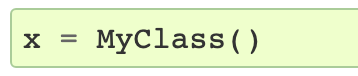 x = MyClass()